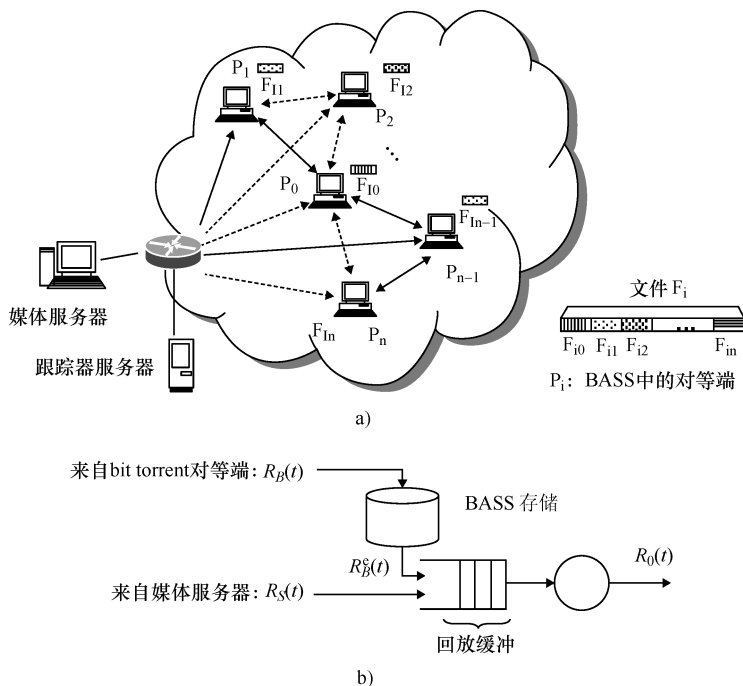 P1
FI1
FI2
P2
P0
FI0
FIn−1
Pn−1
媒体服务器
FIn
Pn
跟踪器服务器
文件 Fi
Fi0 Fi1 Fi2 Fin
Pi：BASS中的对等端
a)
来自bit torrent对等端：RB(t)
BASS 存储
R^e_B(t)
R0(t)
来自媒体服务器：RS(t)
回放缓冲
b)